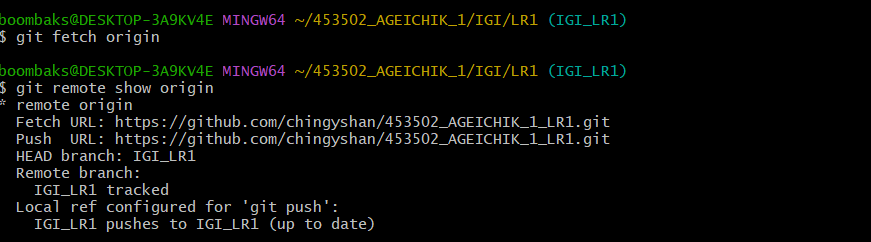 boombaks@DESKTOP-3A9KV4E MINGW64 ~/453502_AGEICHIK_1/IGI/LR1 (IGI_LR1)
$ git fetch origin
boombaks@DESKTOP-3A9KV4E MINGW64 ~/453502_AGEICHIK_1/IGI/LR1 (IGI_LR1)
$ git remote show origin
* remote origin
  Fetch URL: https://github.com/chingyshan/453502_AGEICHIK_1_LR1.git
  Push  URL: https://github.com/chingyshan/453502_AGEICHIK_1_LR1.git
  HEAD branch: IGI_LR1
  Remote branch:
    IGI_LR1 tracked
  Local ref configured for 'git push':
    IGI_LR1 pushes to IGI_LR1 (up to date)